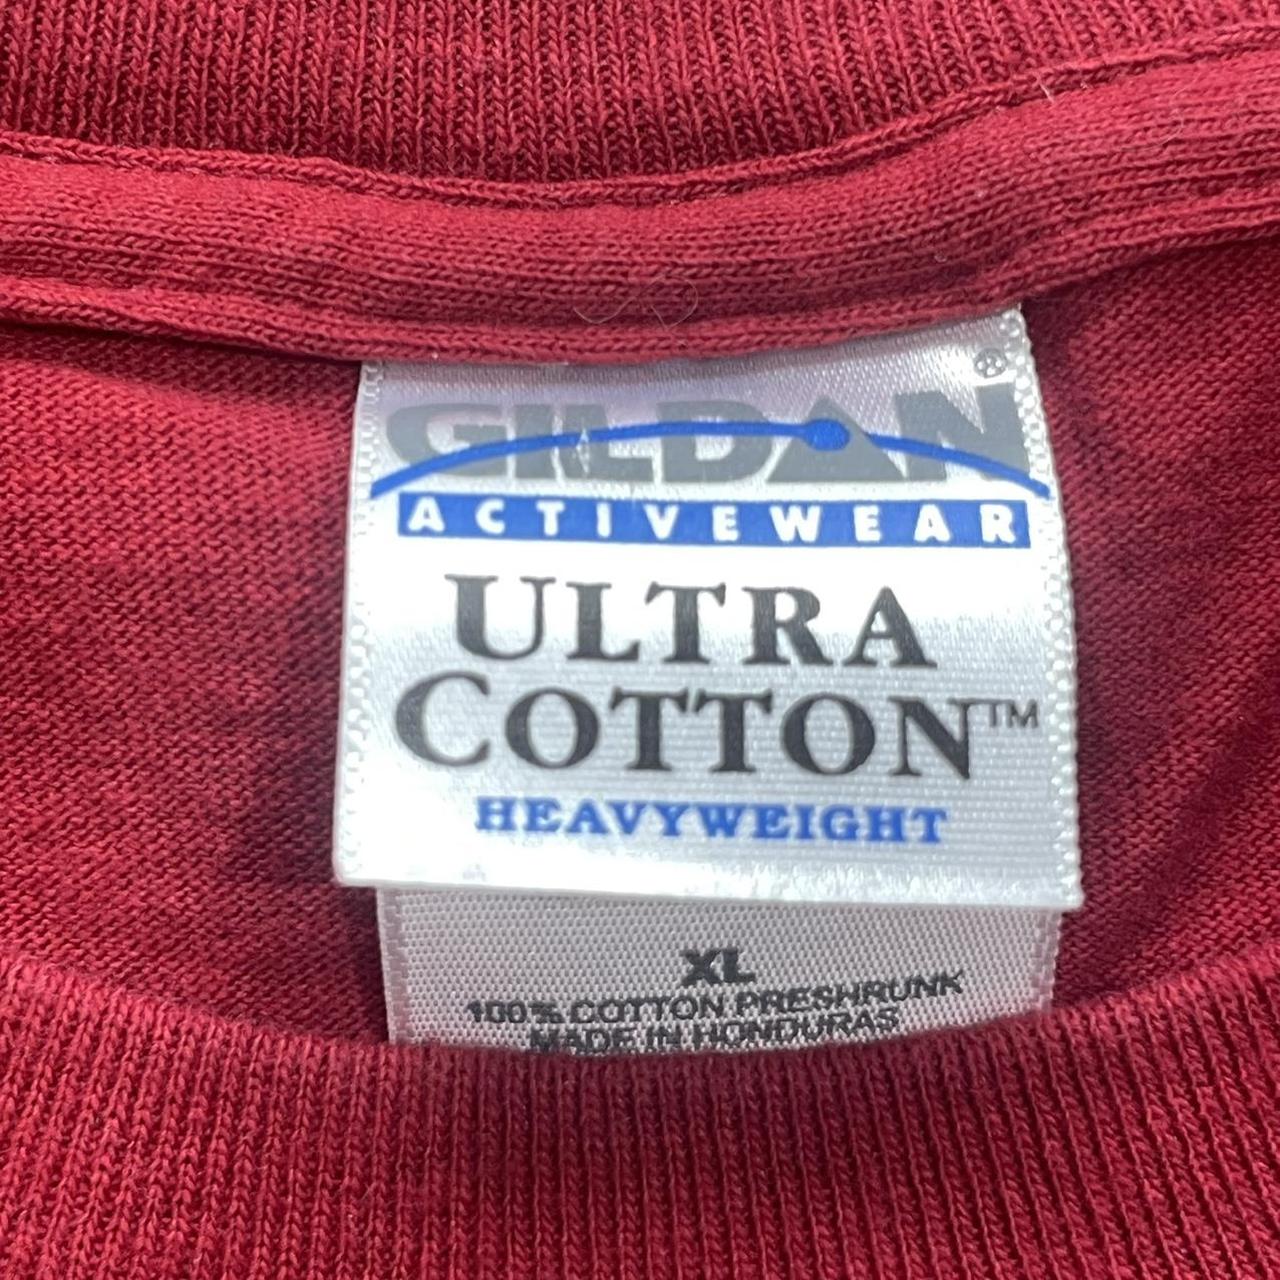 GILDAN®
ACTIVEWEAR
ULTRA
COTTON™
HEAVYWEIGHT
XL
100% COTTON PRESHRUNK
MADE IN HONDURAS